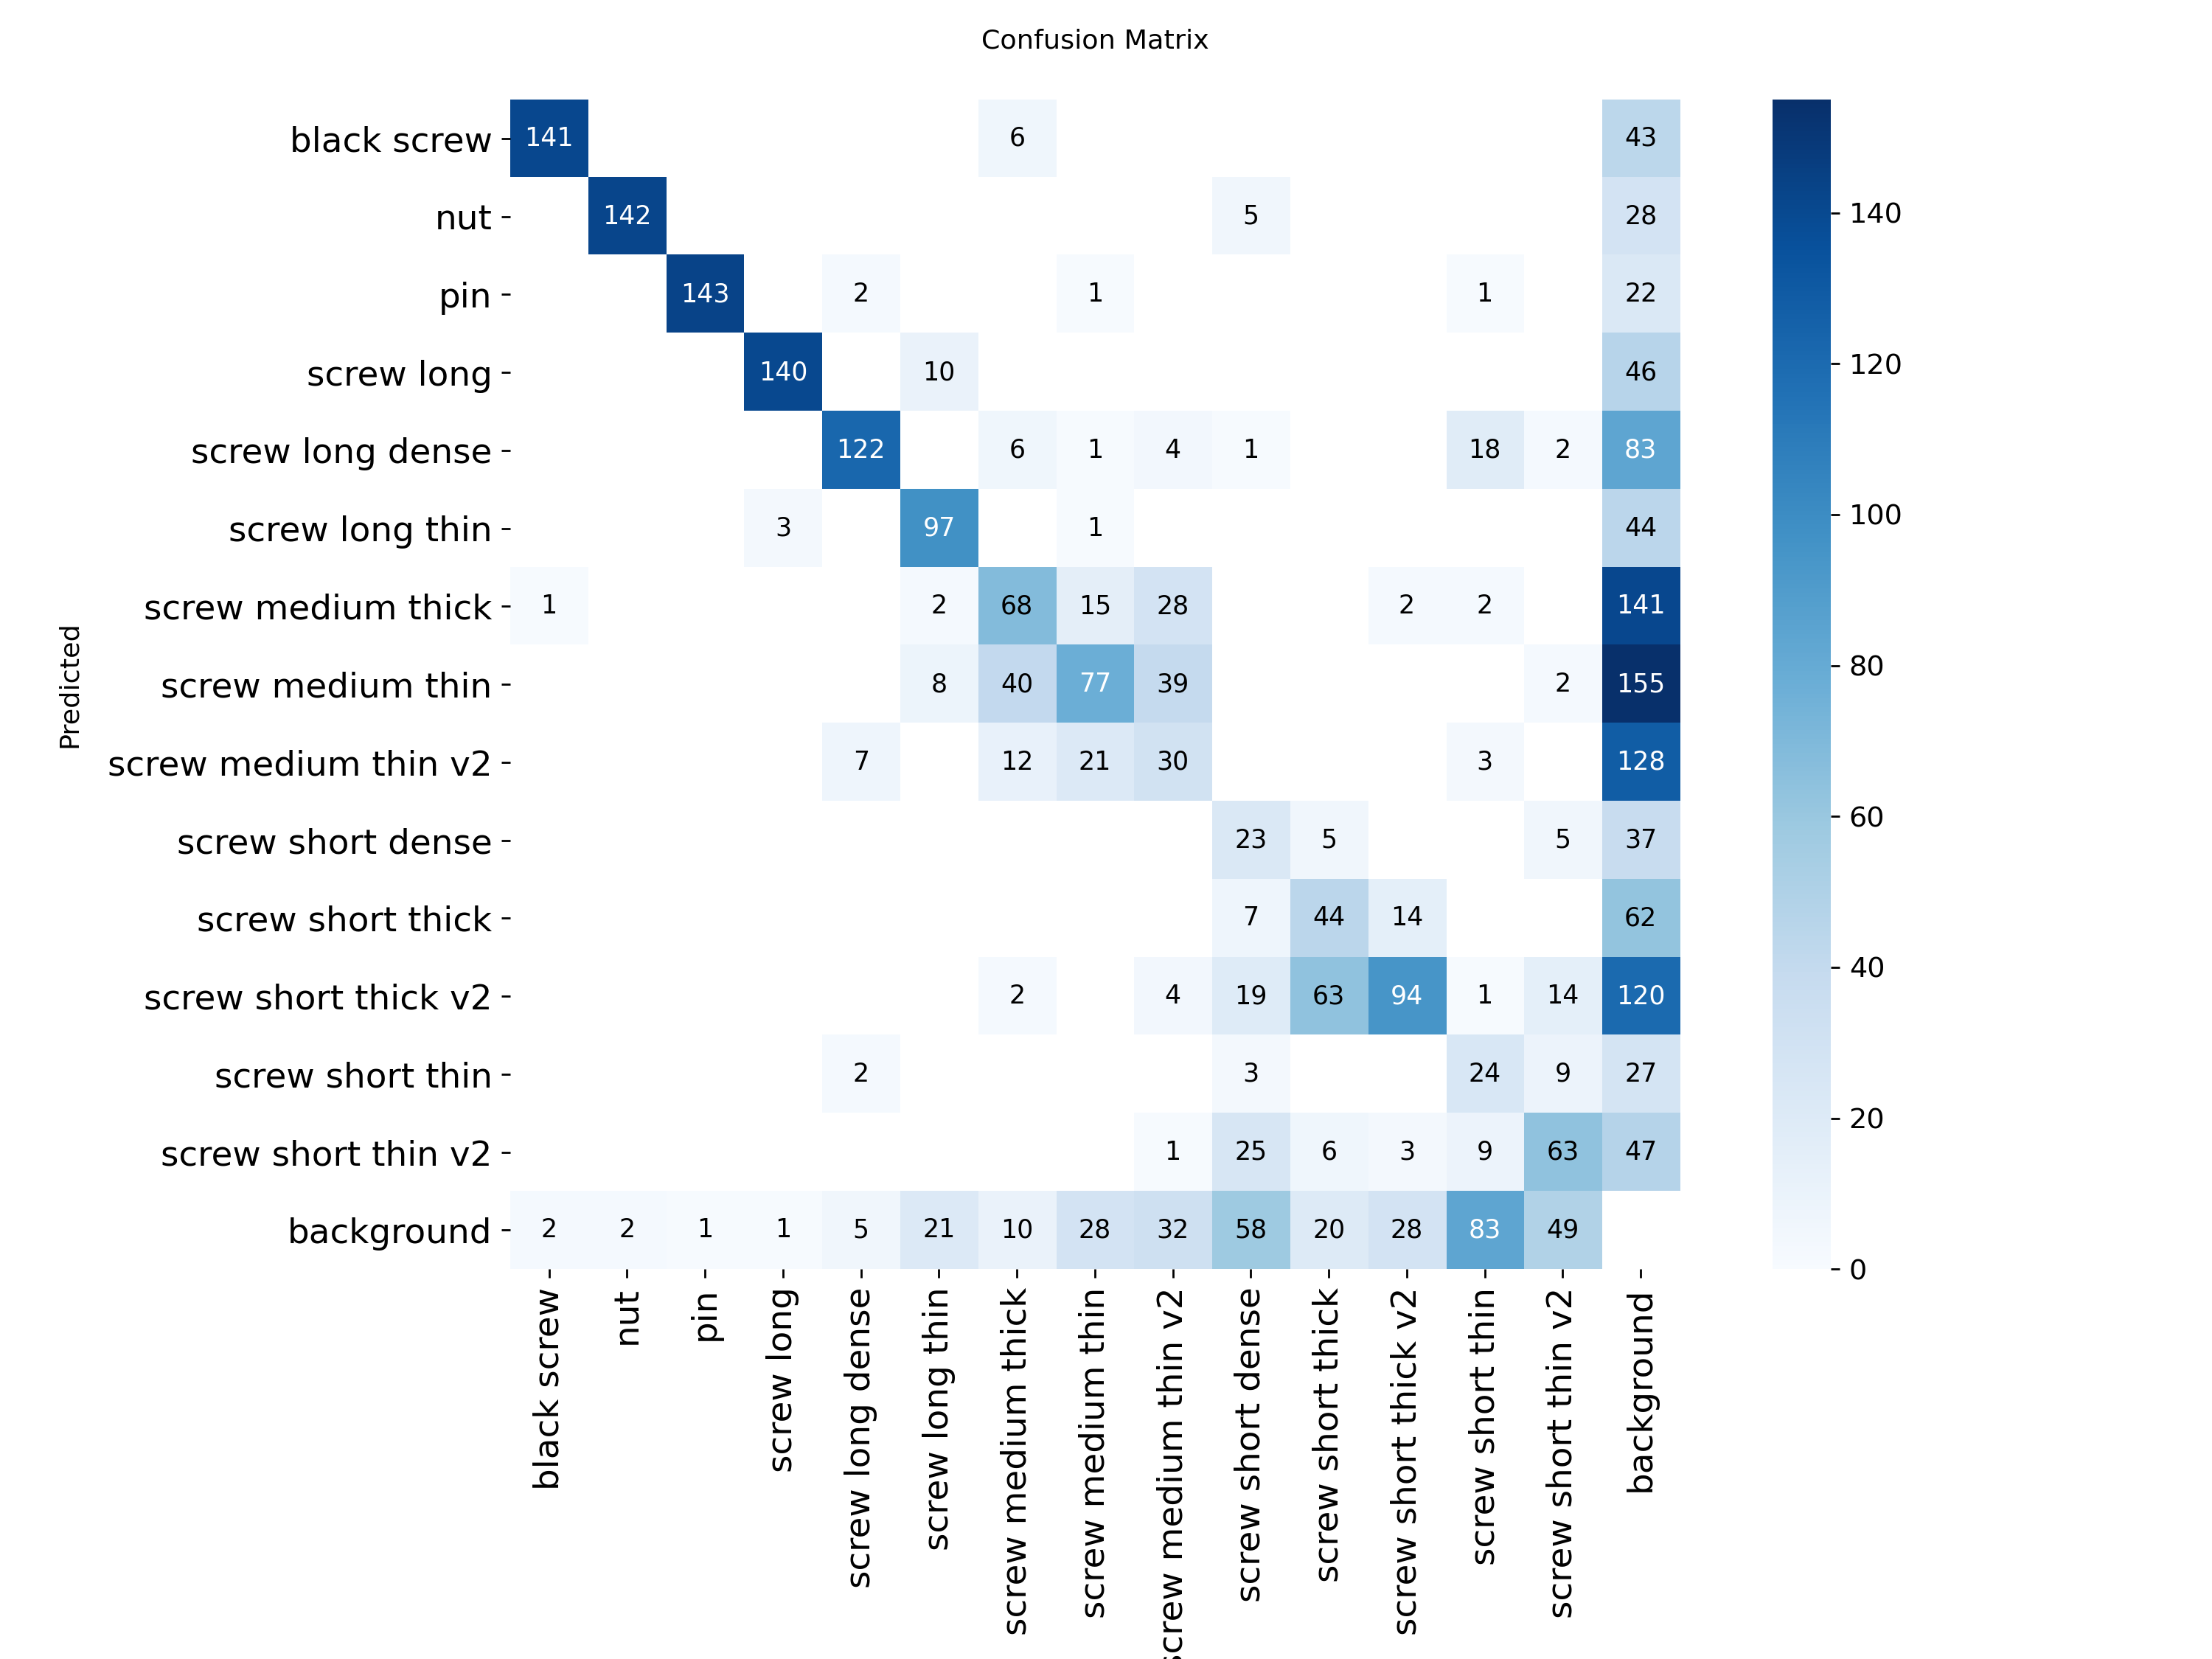 Confusion Matrix
black screw 141 6 43
nut 142 5 28 140
pin 143 2 1 1 22
screw long 140 10 46 120
screw long dense 122 6 1 4 1 18 2 83
screw long thin 3 97 1 44 100
screw medium thick 1 2 68 15 28 2 2 141
Predicted
screw medium thin 8 40 77 39 2 155 80
screw medium thin v2 7 12 21 30 3 128
screw short dense 23 5 5 37 60
screw short thick 7 44 14 62
screw short thick v2 2 4 19 63 94 1 14 120 40
screw short thin 2 3 24 9 27
screw short thin v2 1 25 6 3 9 63 47 20
background 2 2 1 1 5 21 10 28 32 58 20 28 83 49 0
black screw
nut
pin
screw long
screw long dense
screw long thin
screw medium thick
screw medium thin
screw medium thin v2
screw short dense
screw short thick
screw short thick v2
screw short thin
screw short thin v2
background